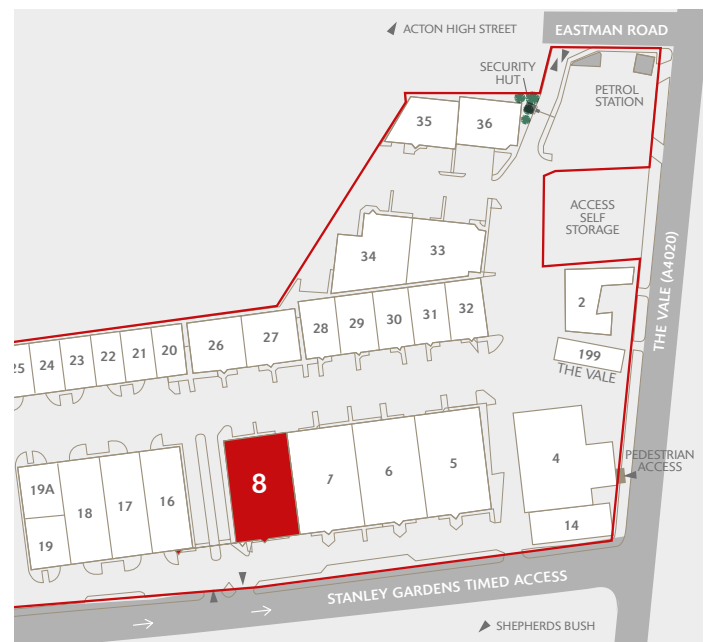 ACTON HIGH STREET
EASTMAN ROAD
SECURITY
HUT
PETROL
STATION
35
36
ACCESS
SELF
STORAGE
34
33
THE VALE (A4020)
2
28
29
30
31
32
26
27
25
24
23
22
21
20
199
THE VALE
8
7
6
5
4
PEDESTRIAN
ACCESS
19A
19
18
17
16
14
STANLEY GARDENS TIMED ACCESS
SHEPHERDS BUSH